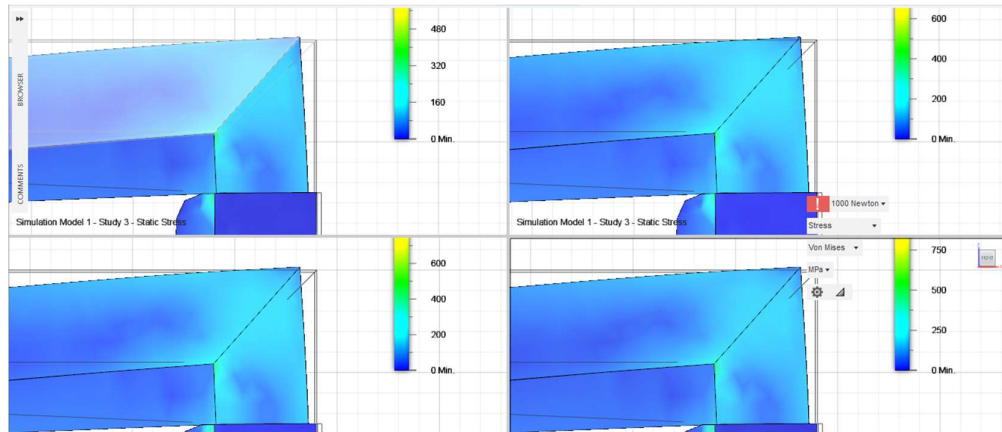 BROWSER
COMMENTS
480
320
160
0 Min.
Simulation Model 1 - Study 3 - Static Stress
600
400
200
0 Min.
Simulation Model 1 - Study 3 - Static Stress
1000 Newton
Stress
600
400
200
0 Min.
Von Mises
MPa
750
500
250
0 Min.